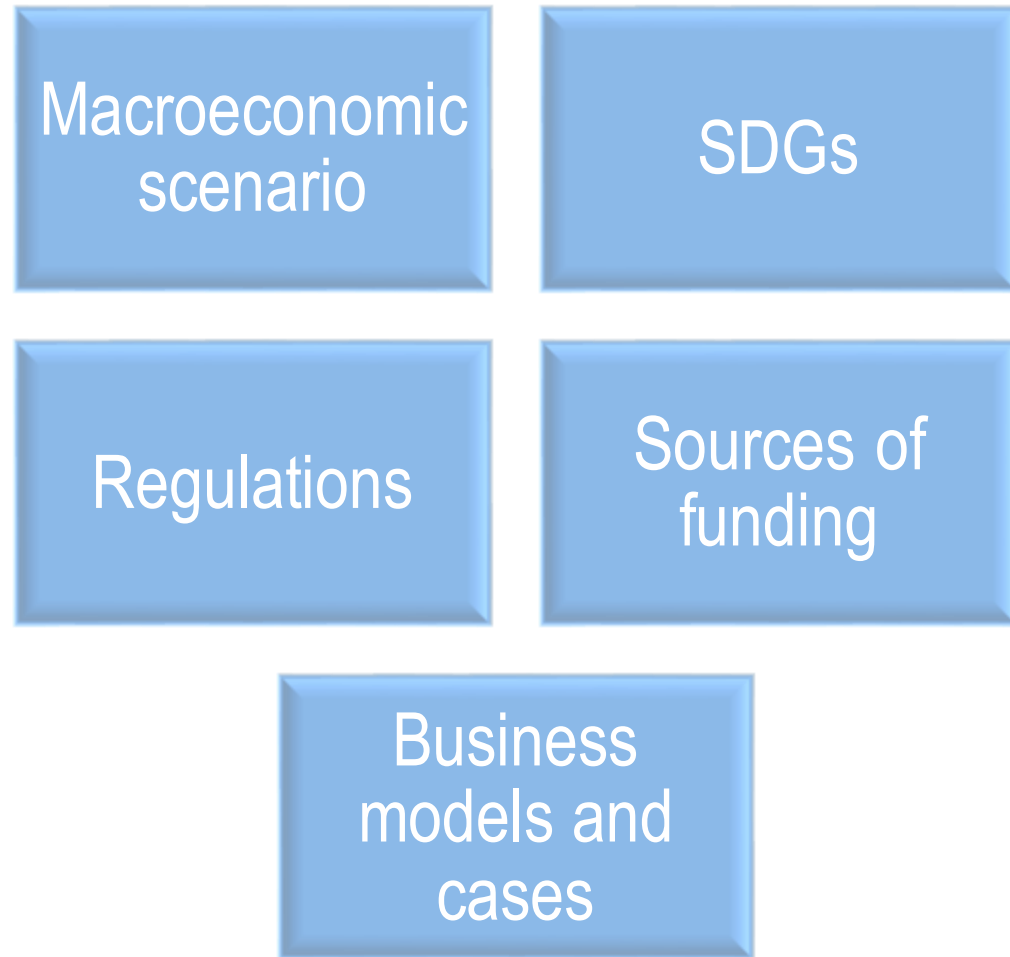 Macroeconomic
scenario
SDGs
Regulations
Sources of
funding
Business
models and
cases